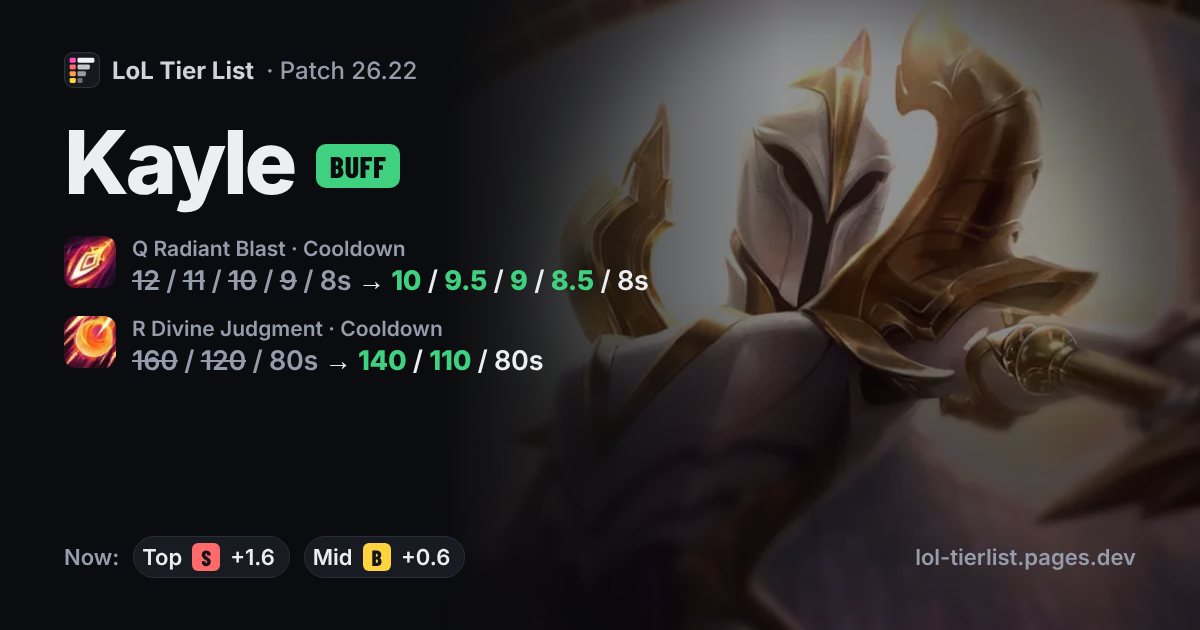 LoL Tier List · Patch 26.22
Kayle BUFF
Q Radiant Blast · Cooldown
12 / 11 / 10 / 9 / 8s → 10 / 9.5 / 9 / 8.5 / 8s
R Divine Judgment · Cooldown
160 / 120 / 80s → 140 / 110 / 80s
Now: Top S +1.6 Mid B +0.6
lol-tierlist.pages.dev